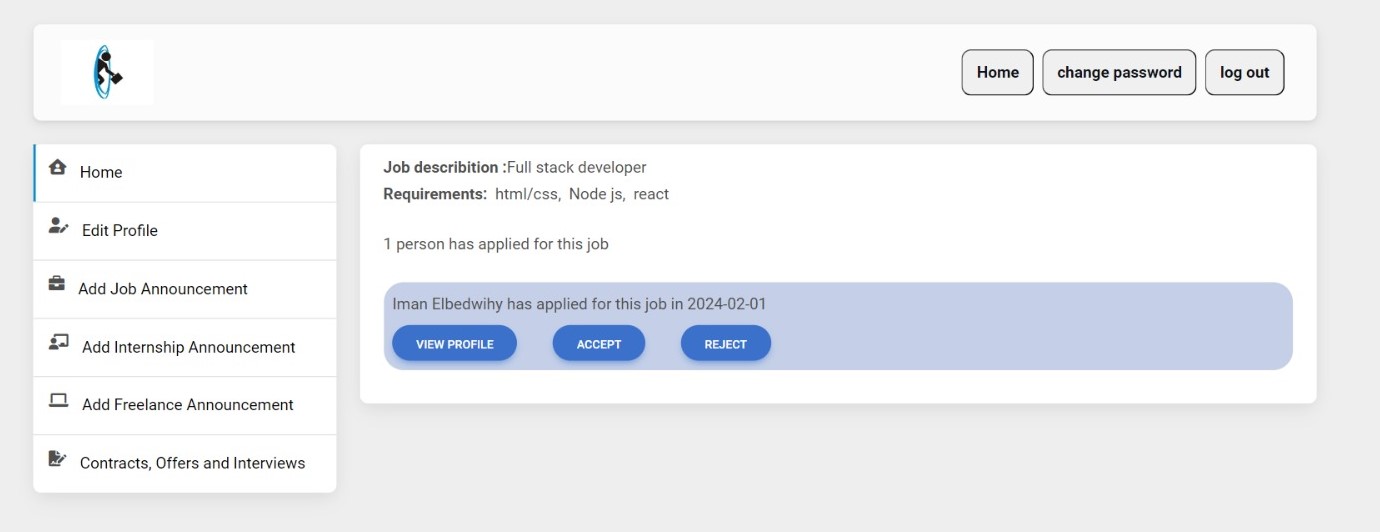 Home
change password
log out
Home
Edit Profile
Add Job Announcement
Add Internship Announcement
Add Freelance Announcement
Contracts, Offers and Interviews
Job describition :Full stack developer
Requirements: html/css, Node js, react
1 person has applied for this job
Iman Elbedwihy has applied for this job in 2024-02-01
VIEW PROFILE
ACCEPT
REJECT